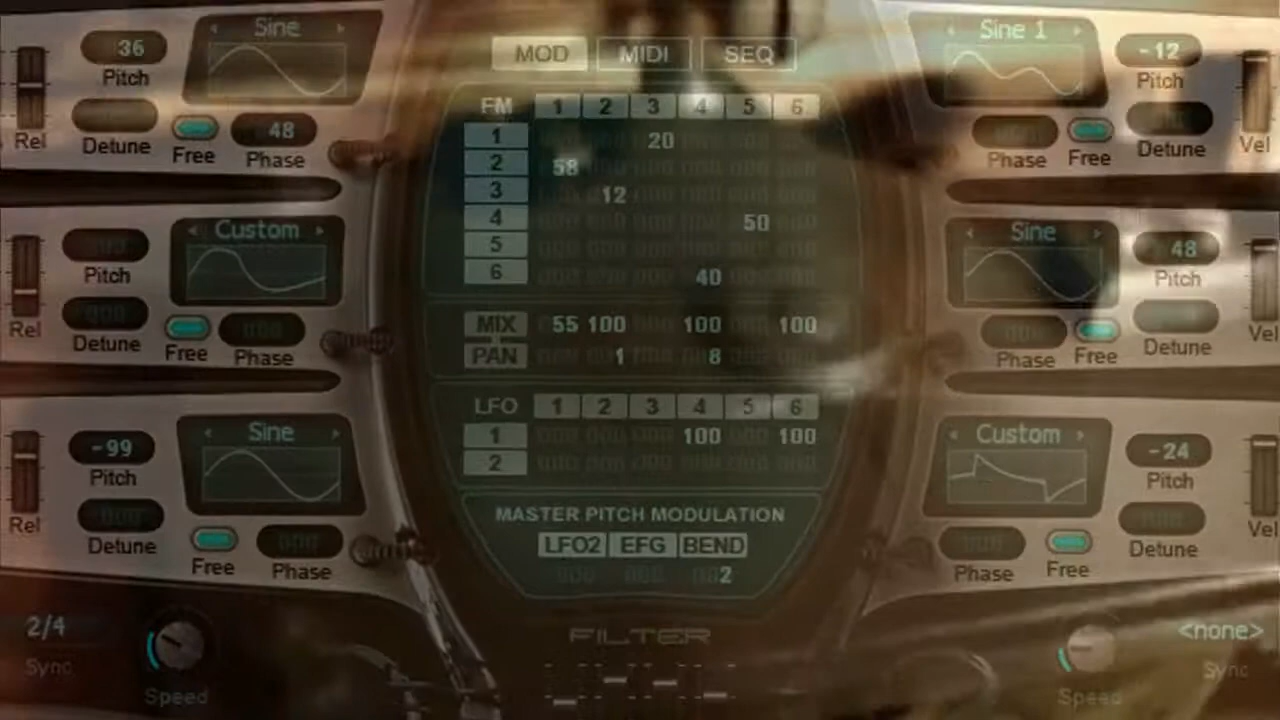 Sine
36
Pitch
Rel
Detune
Free
48
Phase
Custom
Pitch
Rel
Detune
Free
Phase
Sine
-99
Pitch
Rel
Detune
Free
Phase
2/4
Sync
Speed
MOD MIDI SEQ
FM 1 2 3 4 5 6
1 20
2 58
3 12
4 50
5
6 40
MIX 55 100 100 100
PAN 1 8
LFO 1 2 3 4 5 6
1 100 100
2
MASTER PITCH MODULATION
LFO2 EFG BEND
2
FILTER
Sine 1
-12
Pitch
Phase
Free
Detune
Vel
Sine
48
Pitch
Phase
Free
Detune
Vel
Custom
-24
Pitch
Phase
Free
Detune
Vel
<none>
Sync
Speed